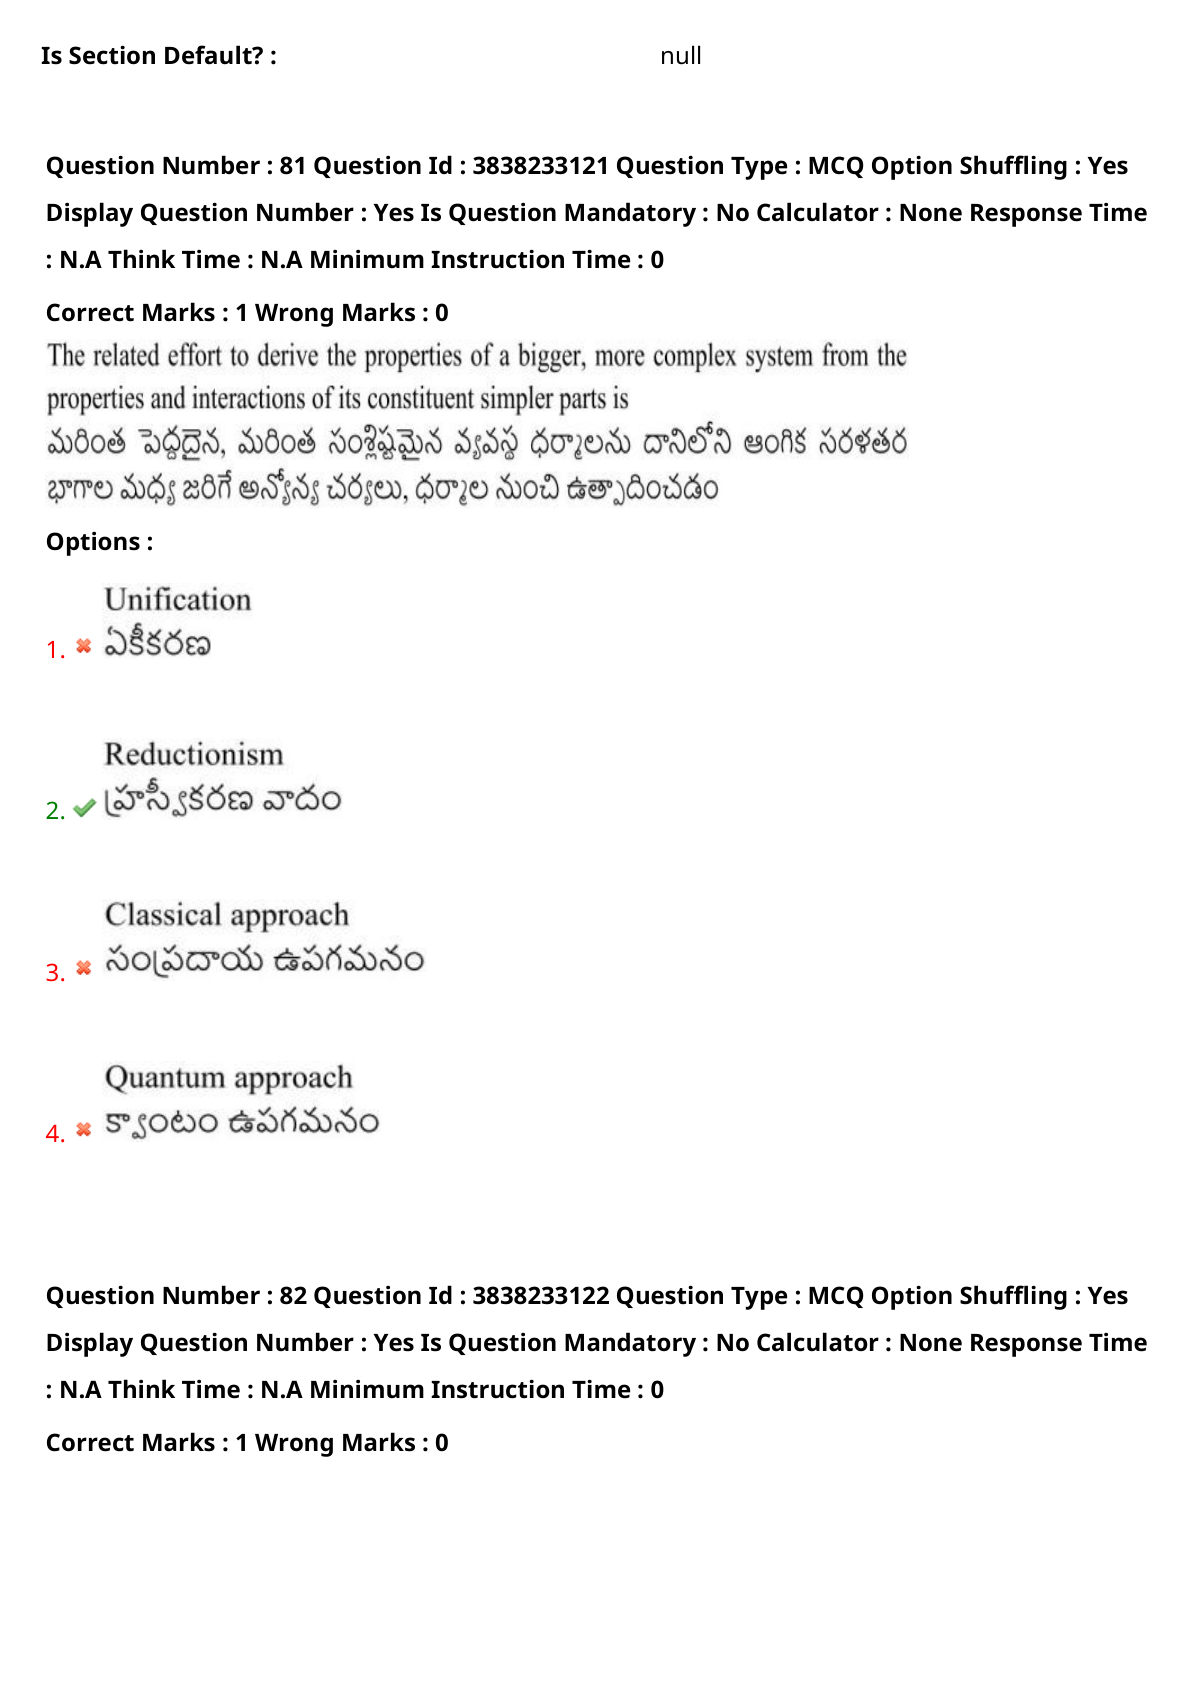 Is Section Default? : null
Question Number : 81 Question Id : 3838233121 Question Type : MCQ Option Shuffling : Yes
Display Question Number : Yes Is Question Mandatory : No Calculator : None Response Time
: N.A Think Time : N.A Minimum Instruction Time : 0
Correct Marks : 1 Wrong Marks : 0
The related effort to derive the properties of a bigger, more complex system from the
properties and interactions of its constituent simpler parts is
మరింత పెద్దదైన, మరింత సంశ్లిష్టమైన వ్యవస్థ ధర్మాలను దానిలోని ఆంగిక సరళతర
భాగాల మధ్య జరిగే అన్యోన్య చర్యలు, ధర్మాల నుంచి ఉత్పాదించడం
Options :
Unification
1. ఏకీకరణ
Reductionism
2. హ్రస్వీకరణ వాదం
Classical approach
3. సంప్రదాయ ఉపగమనం
Quantum approach
4. క్వాంటం ఉపగమనం
Question Number : 82 Question Id : 3838233122 Question Type : MCQ Option Shuffling : Yes
Display Question Number : Yes Is Question Mandatory : No Calculator : None Response Time
: N.A Think Time : N.A Minimum Instruction Time : 0
Correct Marks : 1 Wrong Marks : 0